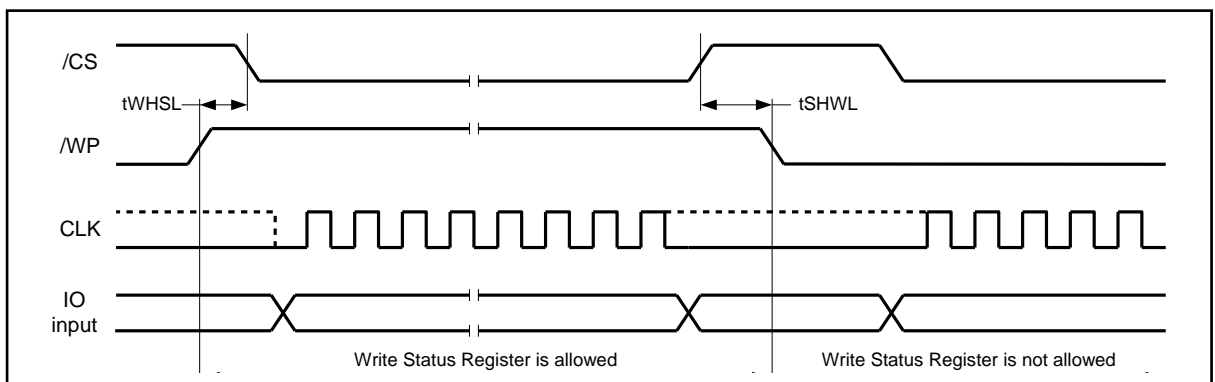 /CS
tWHSL
tSHWL
/WP
CLK
IO
input
Write Status Register is allowed
Write Status Register is not allowed